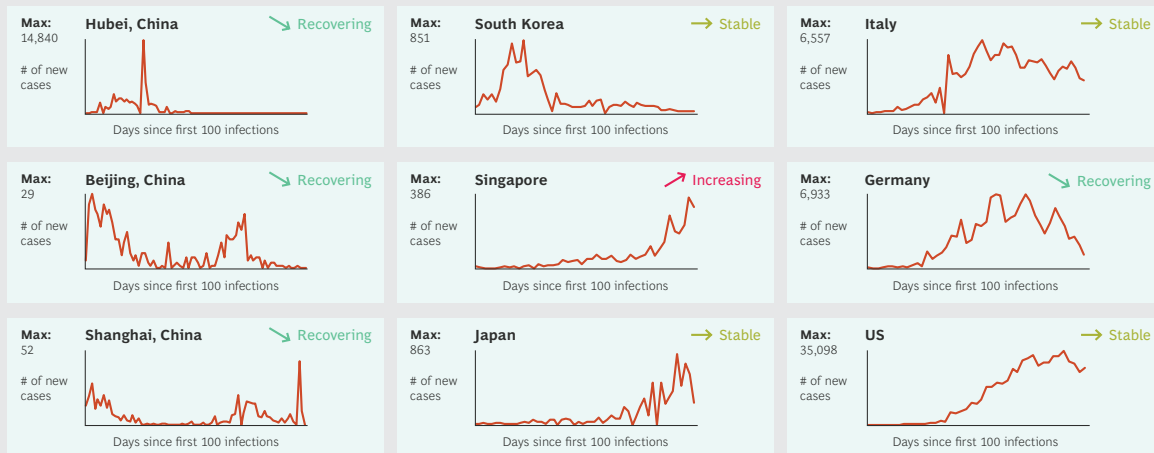 Max:
14,840
Hubei, China
Recovering
# of new
cases
Days since first 100 infections
Max:
851
South Korea
Stable
# of new
cases
Days since first 100 infections
Max:
6,557
Italy
Stable
# of new
cases
Days since first 100 infections
Max:
29
Beijing, China
Recovering
# of new
cases
Days since first 100 infections
Max:
386
Singapore
Increasing
# of new
cases
Days since first 100 infections
Max:
6,933
Germany
Recovering
# of new
cases
Days since first 100 infections
Max:
52
Shanghai, China
Recovering
# of new
cases
Days since first 100 infections
Max:
863
Japan
Stable
# of new
cases
Days since first 100 infections
Max:
35,098
US
Stable
# of new
cases
Days since first 100 infections